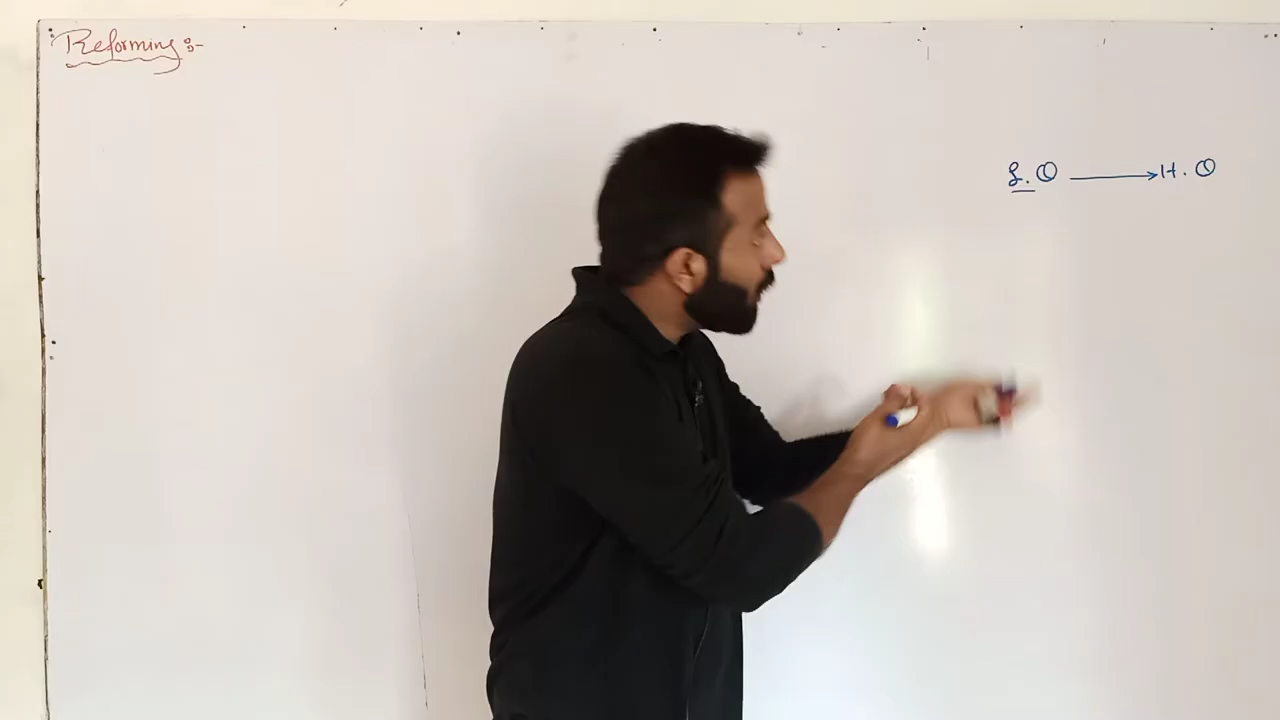 Reforming :-
L.O ⟶ H.O